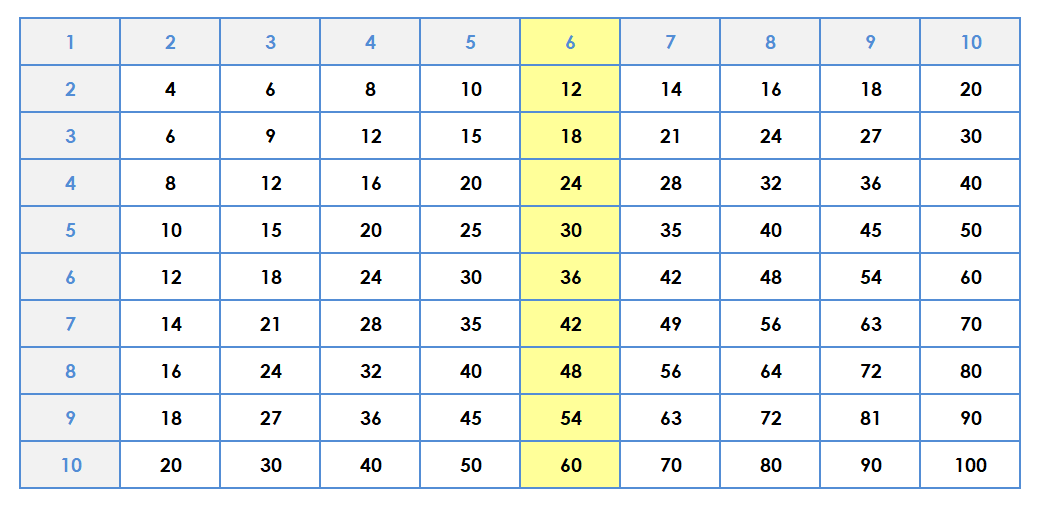 1 2 3 4 5 6 7 8 9 10
2 4 6 8 10 12 14 16 18 20
3 6 9 12 15 18 21 24 27 30
4 8 12 16 20 24 28 32 36 40
5 10 15 20 25 30 35 40 45 50
6 12 18 24 30 36 42 48 54 60
7 14 21 28 35 42 49 56 63 70
8 16 24 32 40 48 56 64 72 80
9 18 27 36 45 54 63 72 81 90
10 20 30 40 50 60 70 80 90 100